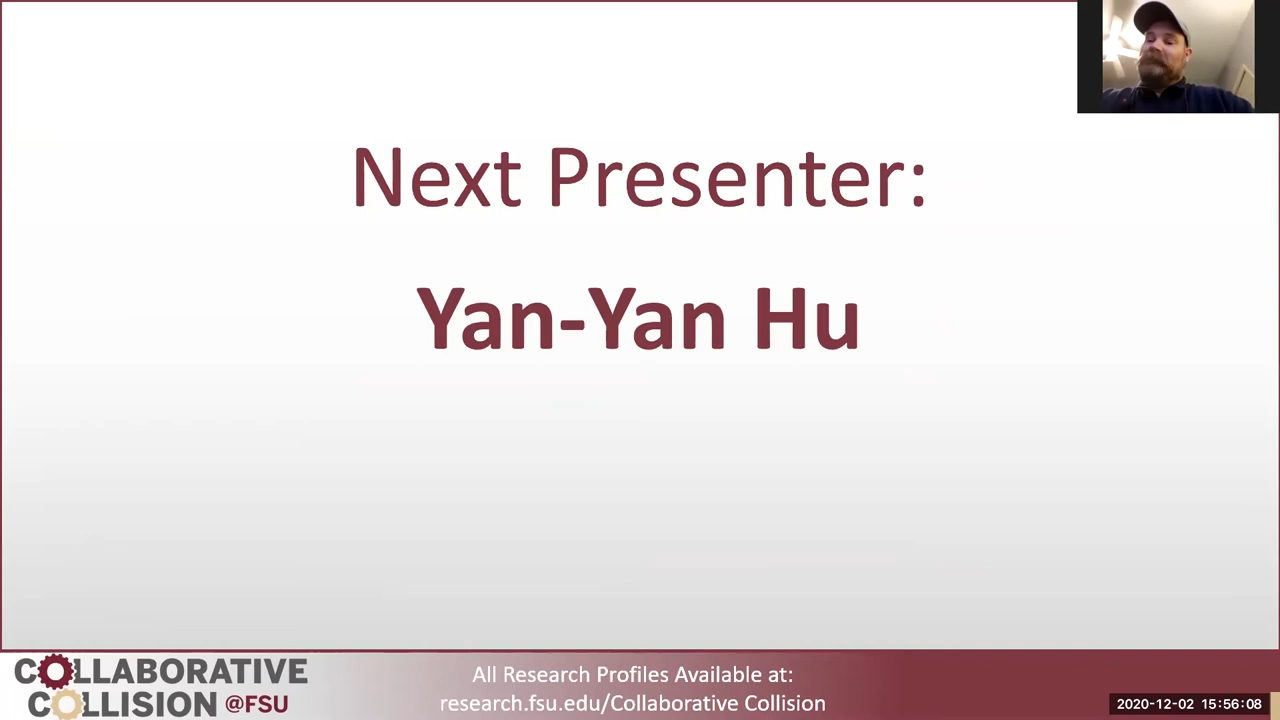 Next Presenter:
Yan-Yan Hu
COLLABORATIVE
COLLISION @FSU
All Research Profiles Available at:
research.fsu.edu/Collaborative Collision
2020-12-02 15:56:08